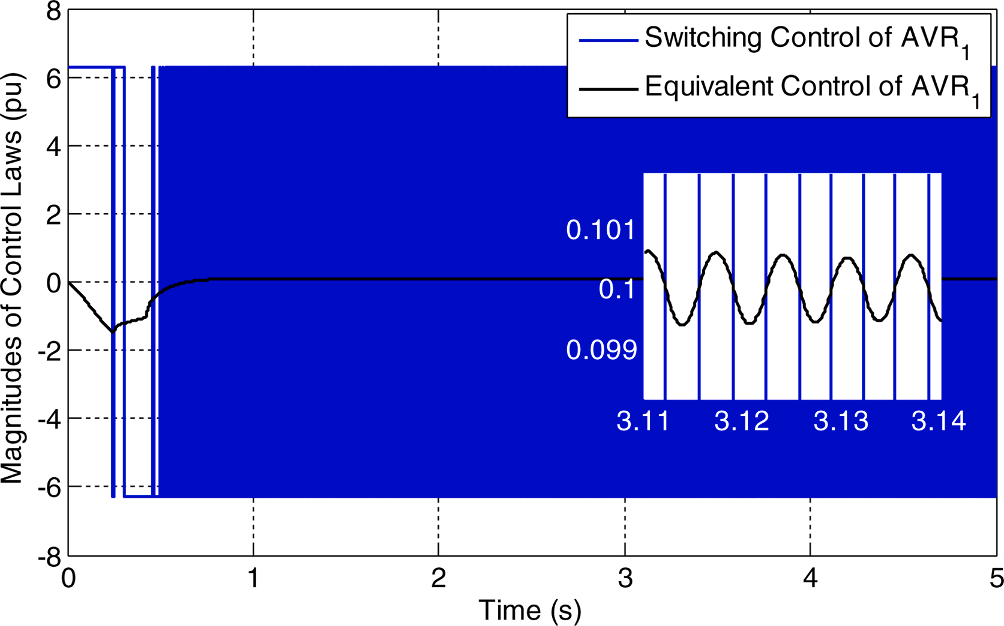 Magnitudes of Control Laws (pu)
8
6
4
2
0
-2
-4
-6
-8
Switching Control of AVR1
Equivalent Control of AVR1
0.101
0.1
0.099
3.11 3.12 3.13 3.14
0 1 2 3 4 5
Time (s)